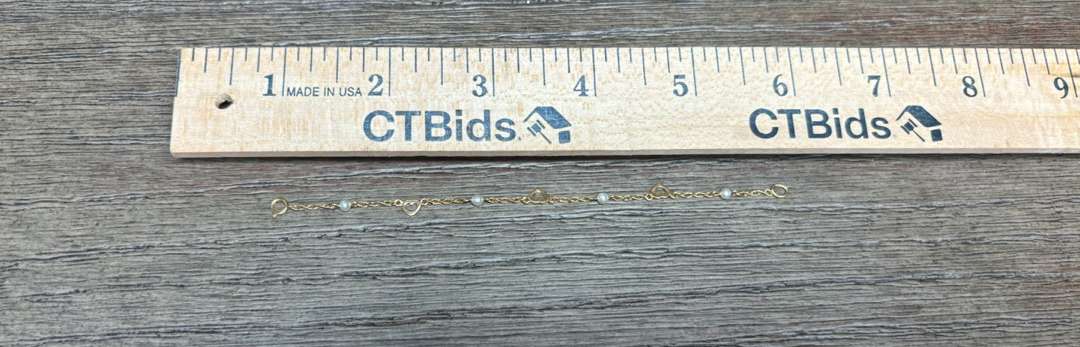 1 MADE IN USA 2 3 4 5 6 7 8 9
CTBids CTBids